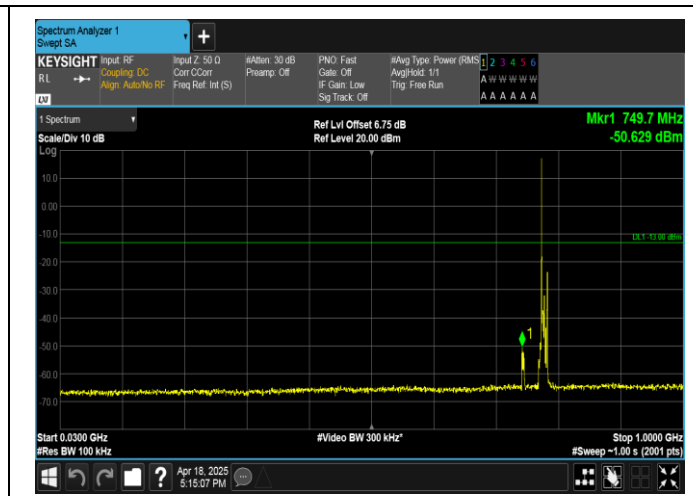 Spectrum Analyzer 1
Swept SA
+
KEYSIGHT Input: RF Input Z: 50 Ω #Atten: 30 dB PNO: Fast #Avg Type: Power (RMS 1 2 3 4 5 6
RL Coupling: DC Corr CCorr Preamp: Off Gate: Off Avg|Hold: 1/1 A W W W W W
Align: Auto/No RF Freq Ref: Int (S) IF Gain: Low Trig: Free Run
LXI Sig Track: Off A A A A A A
1 Spectrum Ref Lvl Offset 6.75 dB Mkr1 749.7 MHz
Scale/Div 10 dB Ref Level 20.00 dBm -50.629 dBm
Log
10.0
0.00
-10.0
DL1 -13.00 dBm
-20.0
-30.0
-40.0
1
-50.0
-60.0
-70.0
Start 0.0300 GHz #Video BW 300 kHz* Stop 1.0000 GHz
#Res BW 100 kHz #Sweep ~1.00 s (2001 pts)
? Apr 18, 2025
5:15:07 PM